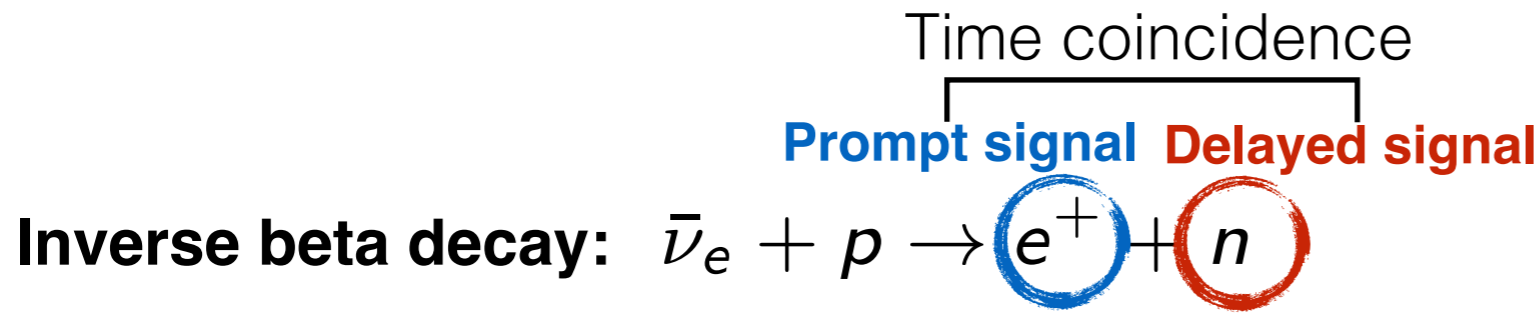 Time coincidence
Prompt signal Delayed signal
Inverse beta decay: ν̄ₑ + p → e⁺ + n